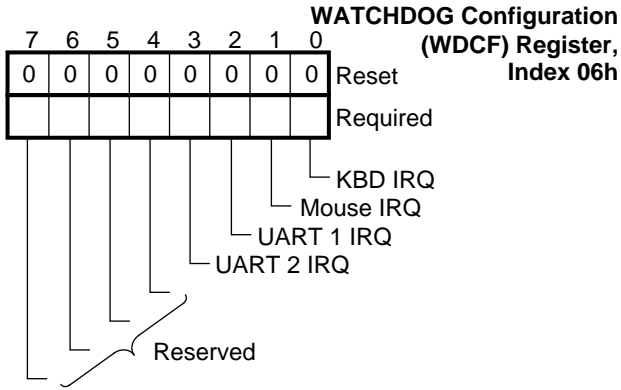 WATCHDOG Configuration
(WDCF) Register,
Index 06h
7 6 5 4 3 2 1 0
0 0 0 0 0 0 0 0 Reset
Required
KBD IRQ
Mouse IRQ
UART 1 IRQ
UART 2 IRQ
Reserved